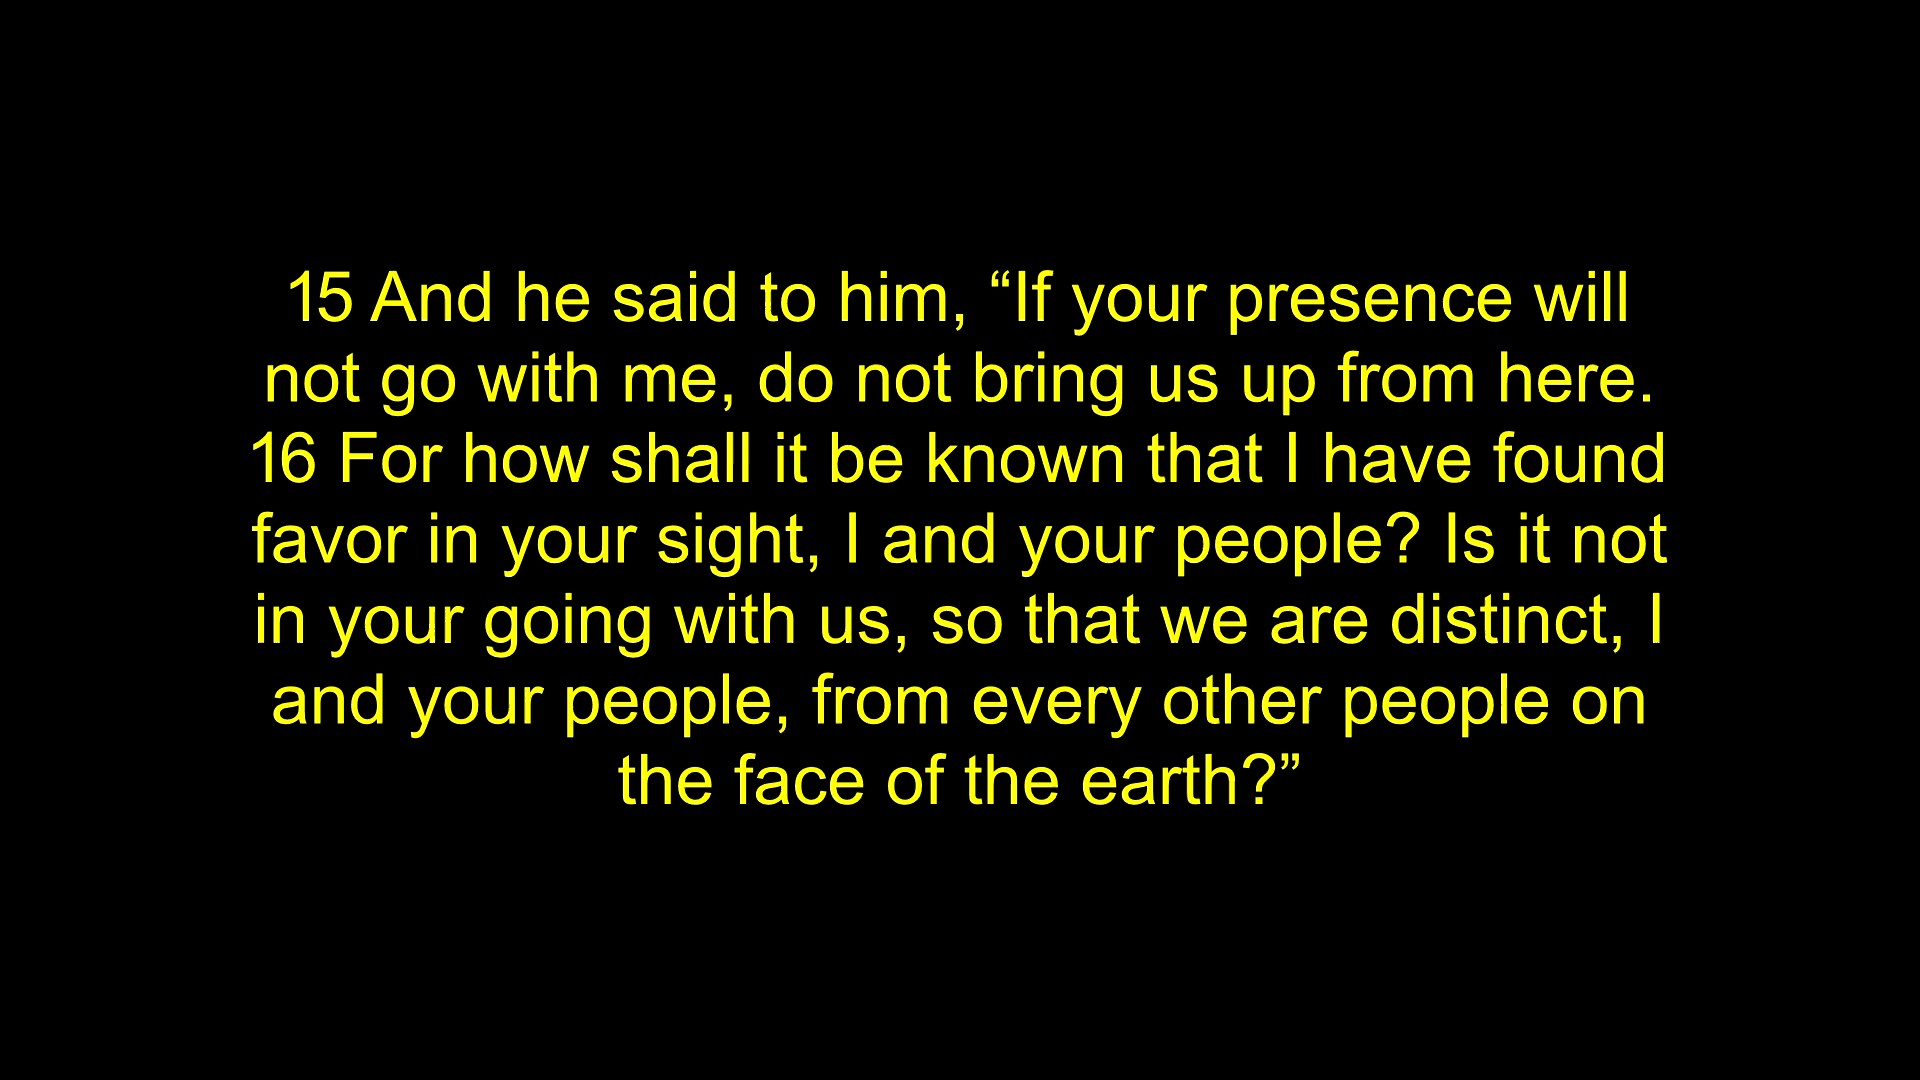 15 And he said to him, “If your presence will
not go with me, do not bring us up from here.
16 For how shall it be known that I have found
favor in your sight, I and your people? Is it not
in your going with us, so that we are distinct, I
and your people, from every other people on
the face of the earth?”